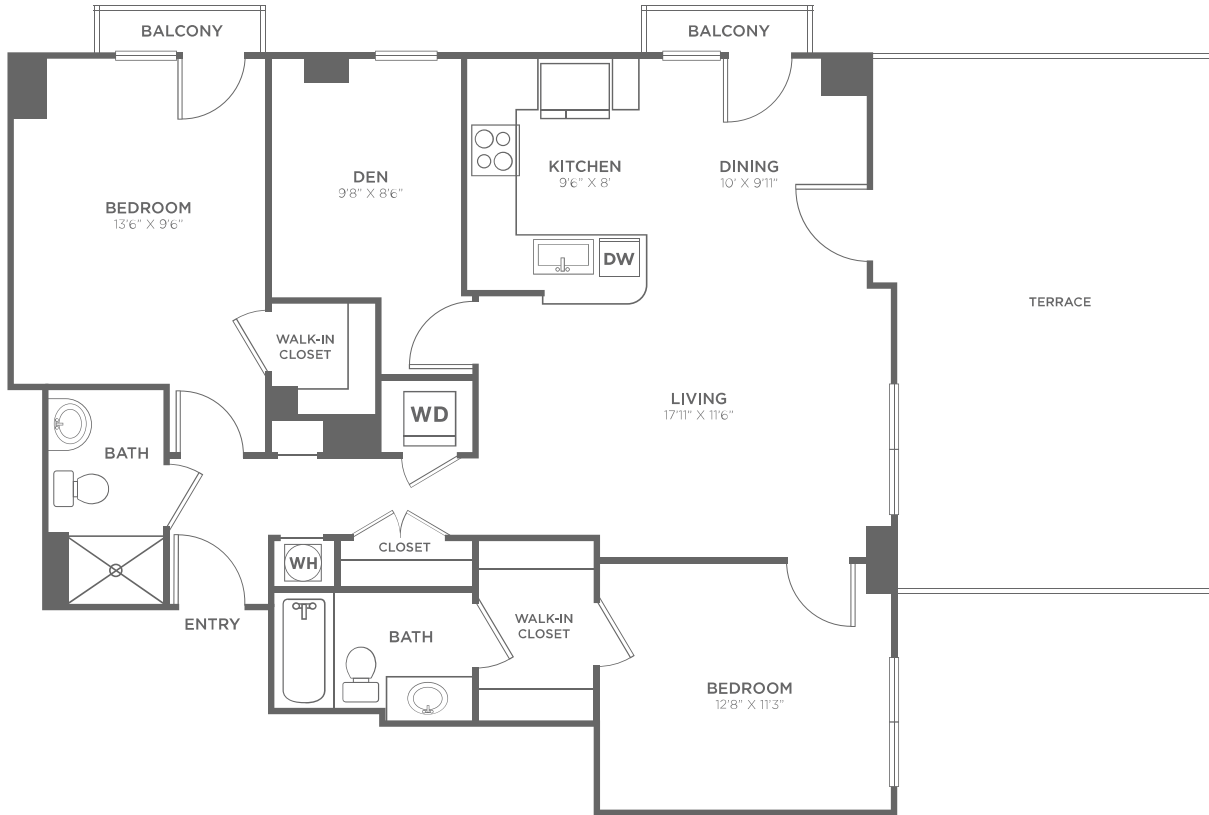 BALCONY
BALCONY
KITCHEN
9'6" X 8'
DINING
10' X 9'11"
DEN
9'8" X 8'6"
BEDROOM
13'6" X 9'6"
DW
TERRACE
WALK-IN
CLOSET
LIVING
17'11" X 11'6"
WD
BATH
CLOSET
WH
ENTRY
BATH
WALK-IN
CLOSET
BEDROOM
12'8" X 11'3"